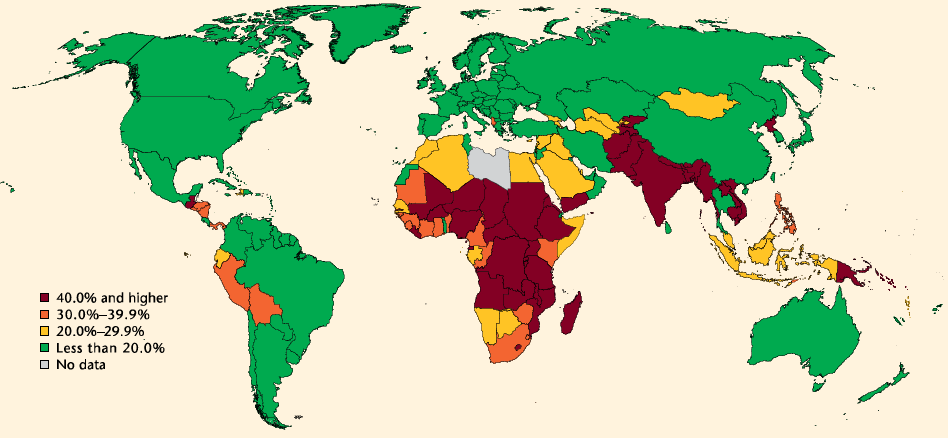 40.0% and higher
30.0%–39.9%
20.0%–29.9%
Less than 20.0%
No data